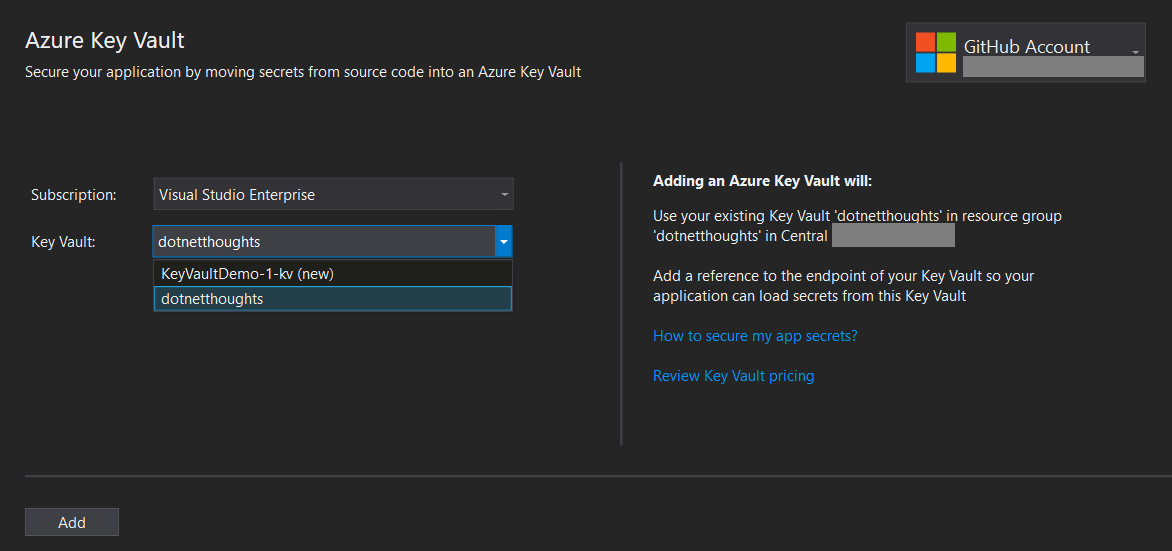 Azure Key Vault
Secure your application by moving secrets from source code into an Azure Key Vault
GitHub Account
Subscription:
Visual Studio Enterprise
Key Vault:
dotnetthoughts
KeyVaultDemo-1-kv (new)
dotnetthoughts
Adding an Azure Key Vault will:
Use your existing Key Vault 'dotnetthoughts' in resource group
'dotnetthoughts' in Central
Add a reference to the endpoint of your Key Vault so your
application can load secrets from this Key Vault
How to secure my app secrets?
Review Key Vault pricing
Add